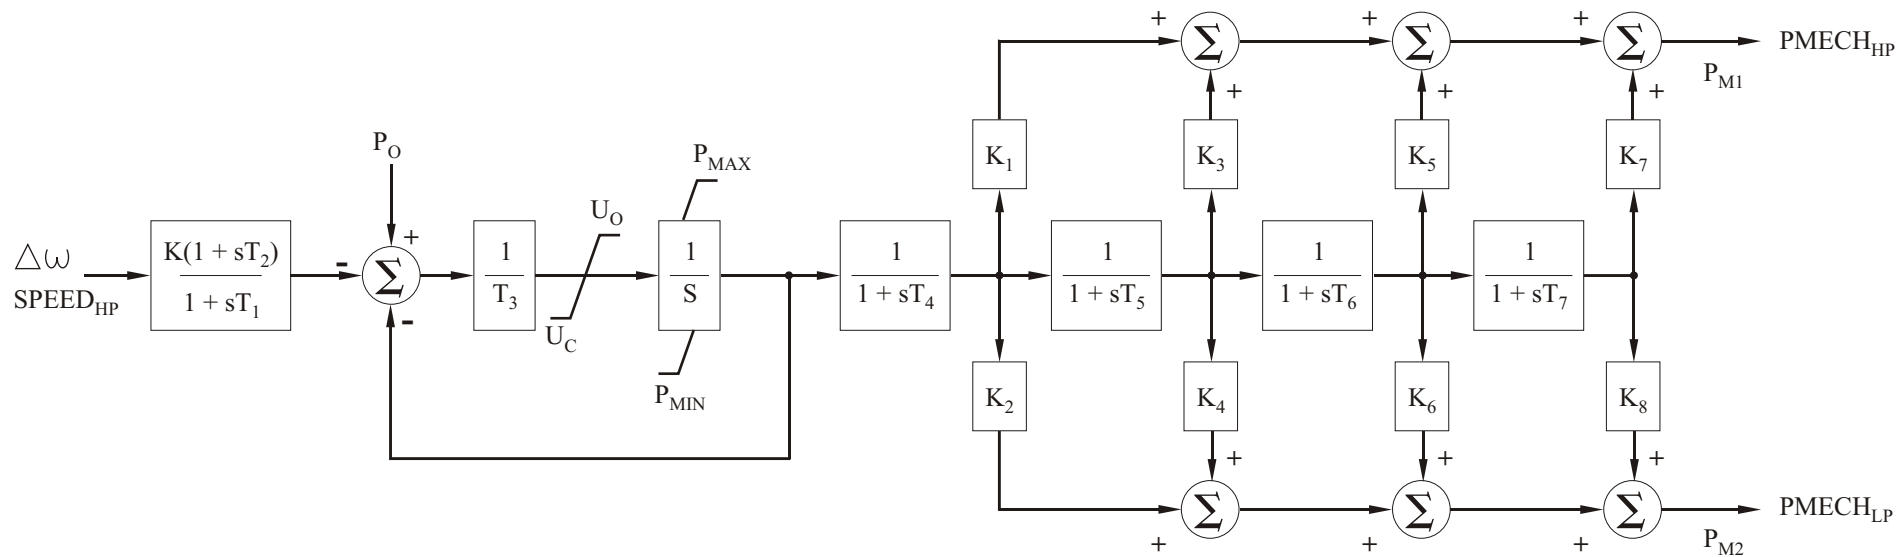 + + +
Σ Σ Σ PMECH_HP
+ + + P_M1
P_O
K_1 K_3 K_5 K_7
P_MAX
U_O
△ω
SPEED_HP
K(1 + sT_2)
1 + sT_1
- + Σ -
1
T_3
U_C
1
S
P_MIN
1
1 + sT_4
1
1 + sT_5
1
1 + sT_6
1
1 + sT_7
K_2 K_4 K_6 K_8
+ + +
Σ Σ Σ PMECH_LP
+ + + P_M2